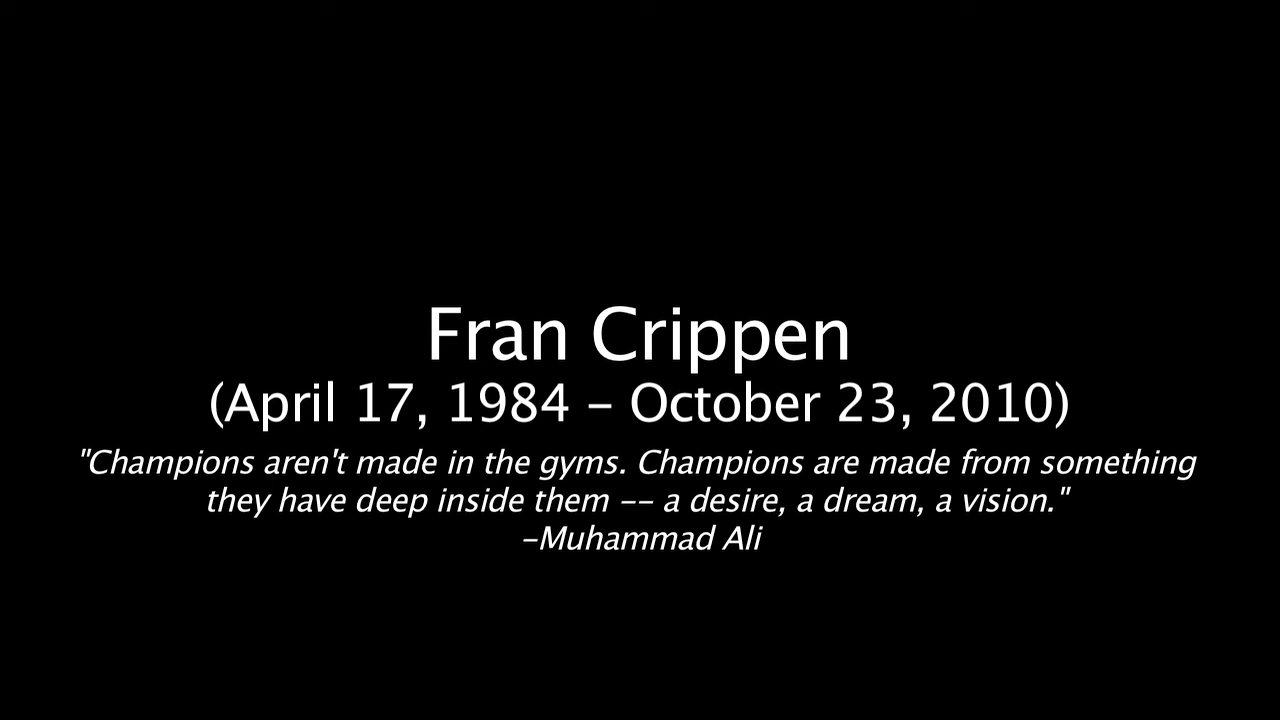 Fran Crippen
(April 17, 1984 – October 23, 2010)
"Champions aren't made in the gyms. Champions are made from something
they have deep inside them -- a desire, a dream, a vision."
–Muhammad Ali